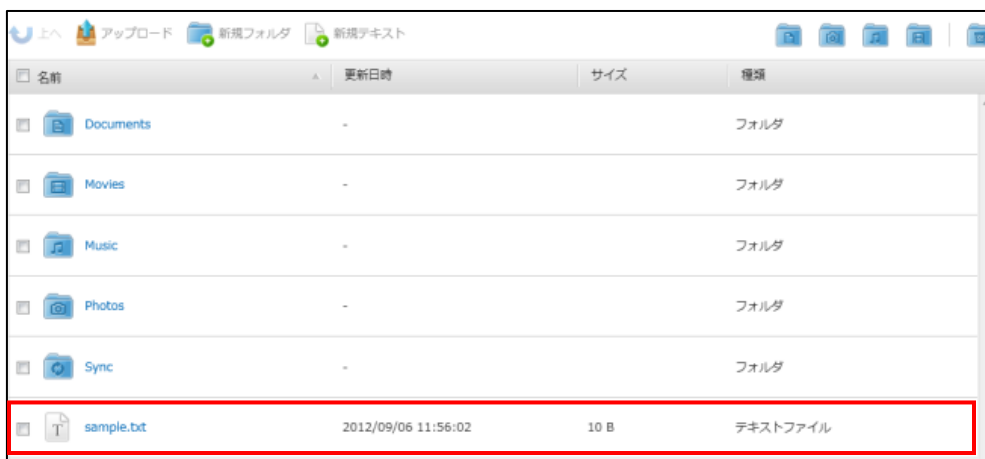 上へ アップロード 新規フォルダ 新規テキスト
名前 更新日時 サイズ 種類
Documents - フォルダ
Movies - フォルダ
Music - フォルダ
Photos - フォルダ
Sync - フォルダ
sample.txt 2012/09/06 11:56:02 10 B テキストファイル